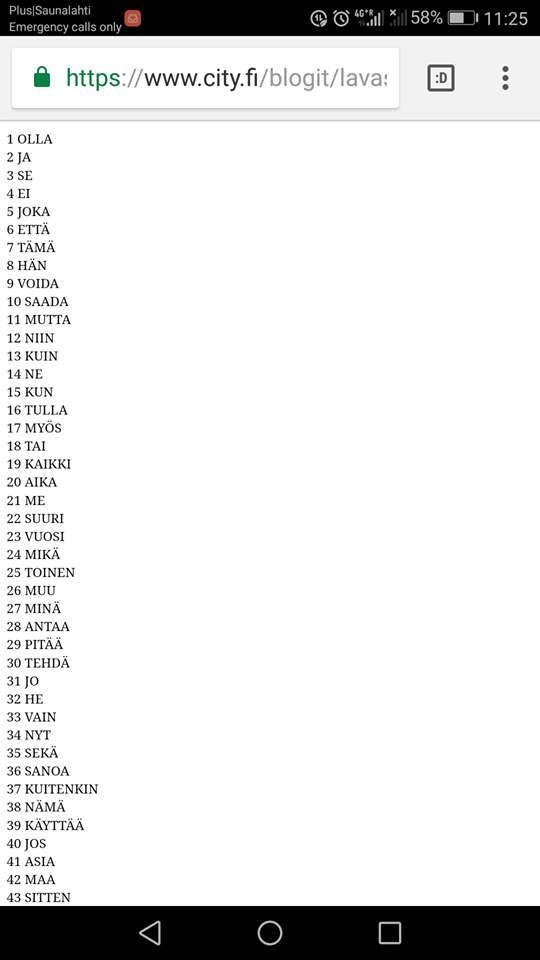 Plus|Saunalahti
Emergency calls only
4G+R
58%
11:25
https://www.city.fi/blogit/lavas
:D
1 OLLA
2 JA
3 SE
4 EI
5 JOKA
6 ETTÄ
7 TÄMÄ
8 HÄN
9 VOIDA
10 SAADA
11 MUTTA
12 NIIN
13 KUIN
14 NE
15 KUN
16 TULLA
17 MYÖS
18 TAI
19 KAIKKI
20 AIKA
21 ME
22 SUURI
23 VUOSI
24 MIKÄ
25 TOINEN
26 MUU
27 MINÄ
28 ANTAA
29 PITÄÄ
30 TEHDÄ
31 JO
32 HE
33 VAIN
34 NYT
35 SEKÄ
36 SANOA
37 KUITENKIN
38 NÄMÄ
39 KÄYTTÄÄ
40 JOS
41 ASIA
42 MAA
43 SITTEN